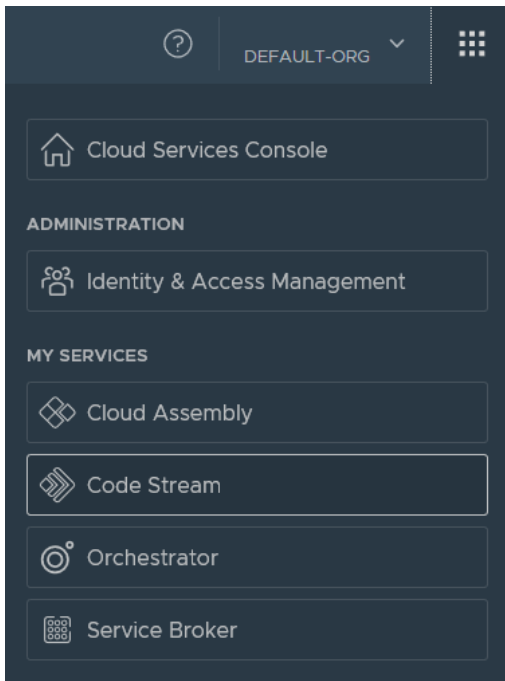 DEFAULT-ORG
Cloud Services Console
ADMINISTRATION
Identity & Access Management
MY SERVICES
Cloud Assembly
Code Stream
Orchestrator
Service Broker